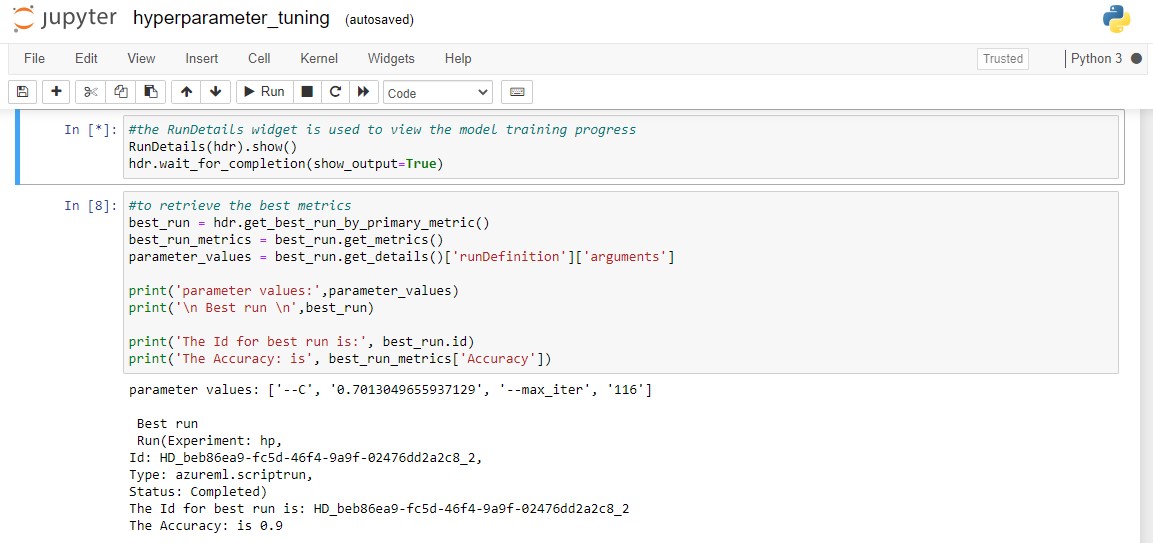 jupyter hyperparameter_tuning (autosaved)
File Edit View Insert Cell Kernel Widgets Help Trusted Python 3
Run Code
In [*]: #the RunDetails widget is used to view the model training progress
RunDetails(hdr).show()
hdr.wait_for_completion(show_output=True)
In [8]: #to retrieve the best metrics
best_run = hdr.get_best_run_by_primary_metric()
best_run_metrics = best_run.get_metrics()
parameter_values = best_run.get_details()['runDefinition']['arguments']
print('parameter values:',parameter_values)
print('\n Best run \n',best_run)
print('The Id for best run is:', best_run.id)
print('The Accuracy: is', best_run_metrics['Accuracy'])
parameter values: ['--C', '0.7013049655937129', '--max_iter', '116']
Best run
Run(Experiment: hp,
Id: HD_beb86ea9-fc5d-46f4-9a9f-02476dd2a2c8_2,
Type: azureml.scriptrun,
Status: Completed)
The Id for best run is: HD_beb86ea9-fc5d-46f4-9a9f-02476dd2a2c8_2
The Accuracy: is 0.9